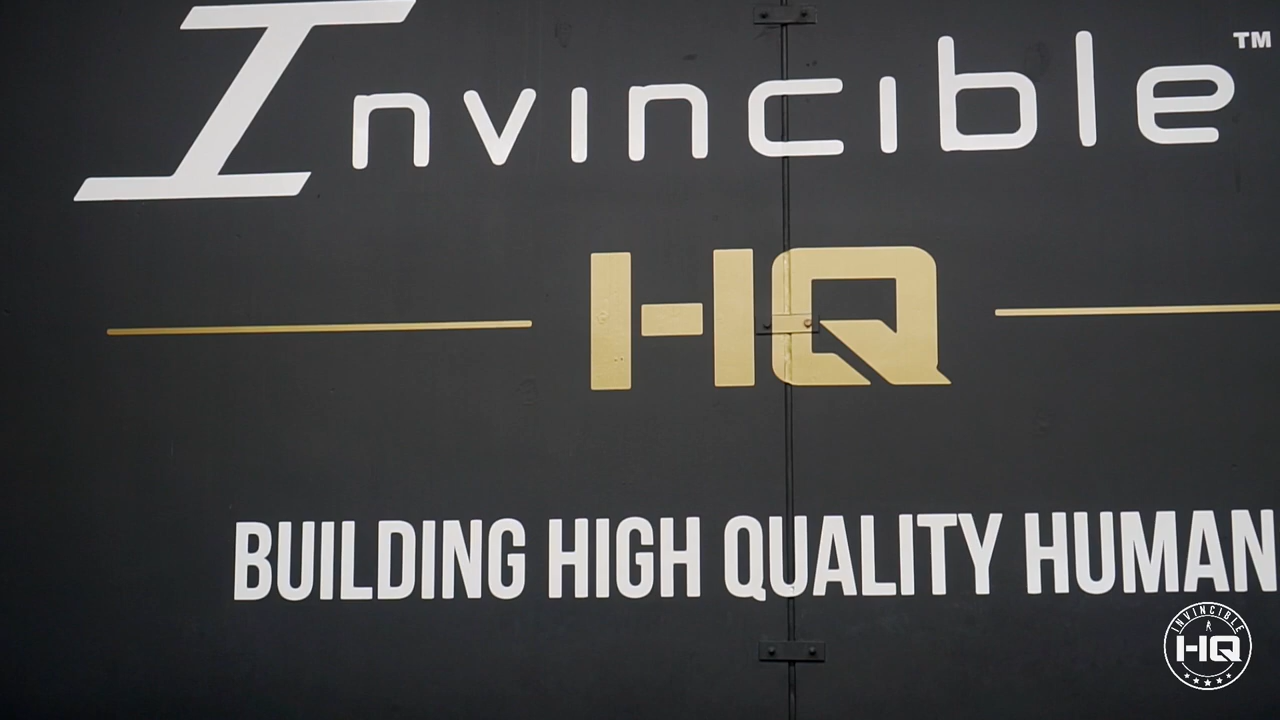 Invincible™
HQ
BUILDING HIGH QUALITY HUMAN
INVINCIBLE
HQ